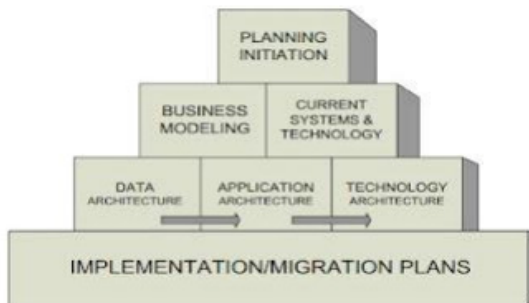 PLANNING
INITIATION
BUSINESS
MODELING
CURRENT
SYSTEMS &
TECHNOLOGY
DATA
ARCHITECTURE
APPLICATION
ARCHITECTURE
TECHNOLOGY
ARCHITECTURE
IMPLEMENTATION/MIGRATION PLANS